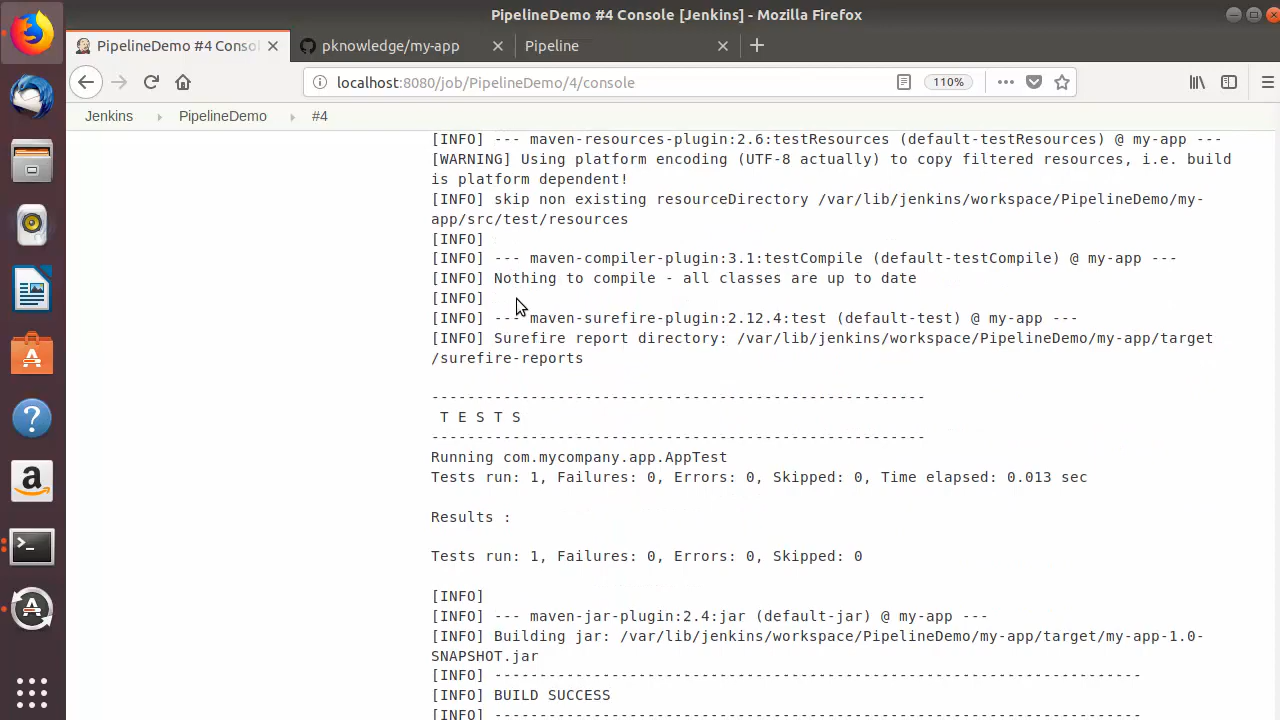 PipelineDemo #4 Console [Jenkins] - Mozilla Firefox
PipelineDemo #4 Conso
pknowledge/my-app
Pipeline
localhost:8080/job/PipelineDemo/4/console
110%
Jenkins
PipelineDemo
#4
[INFO] --- maven-resources-plugin:2.6:testResources (default-testResources) @ my-app ---
[WARNING] Using platform encoding (UTF-8 actually) to copy filtered resources, i.e. build
is platform dependent!
[INFO] skip non existing resourceDirectory /var/lib/jenkins/workspace/PipelineDemo/my-
app/src/test/resources
[INFO]
[INFO] --- maven-compiler-plugin:3.1:testCompile (default-testCompile) @ my-app ---
[INFO] Nothing to compile - all classes are up to date
[INFO]
[INFO] --- maven-surefire-plugin:2.12.4:test (default-test) @ my-app ---
[INFO] Surefire report directory: /var/lib/jenkins/workspace/PipelineDemo/my-app/target
/surefire-reports
-------------------------------------------------------
T E S T S
-------------------------------------------------------
Running com.mycompany.app.AppTest
Tests run: 1, Failures: 0, Errors: 0, Skipped: 0, Time elapsed: 0.013 sec
Results :
Tests run: 1, Failures: 0, Errors: 0, Skipped: 0
[INFO]
[INFO] --- maven-jar-plugin:2.4:jar (default-jar) @ my-app ---
[INFO] Building jar: /var/lib/jenkins/workspace/PipelineDemo/my-app/target/my-app-1.0-
SNAPSHOT.jar
[INFO] ------------------------------------------------------------------------
[INFO] BUILD SUCCESS
[INFO] ------------------------------------------------------------------------